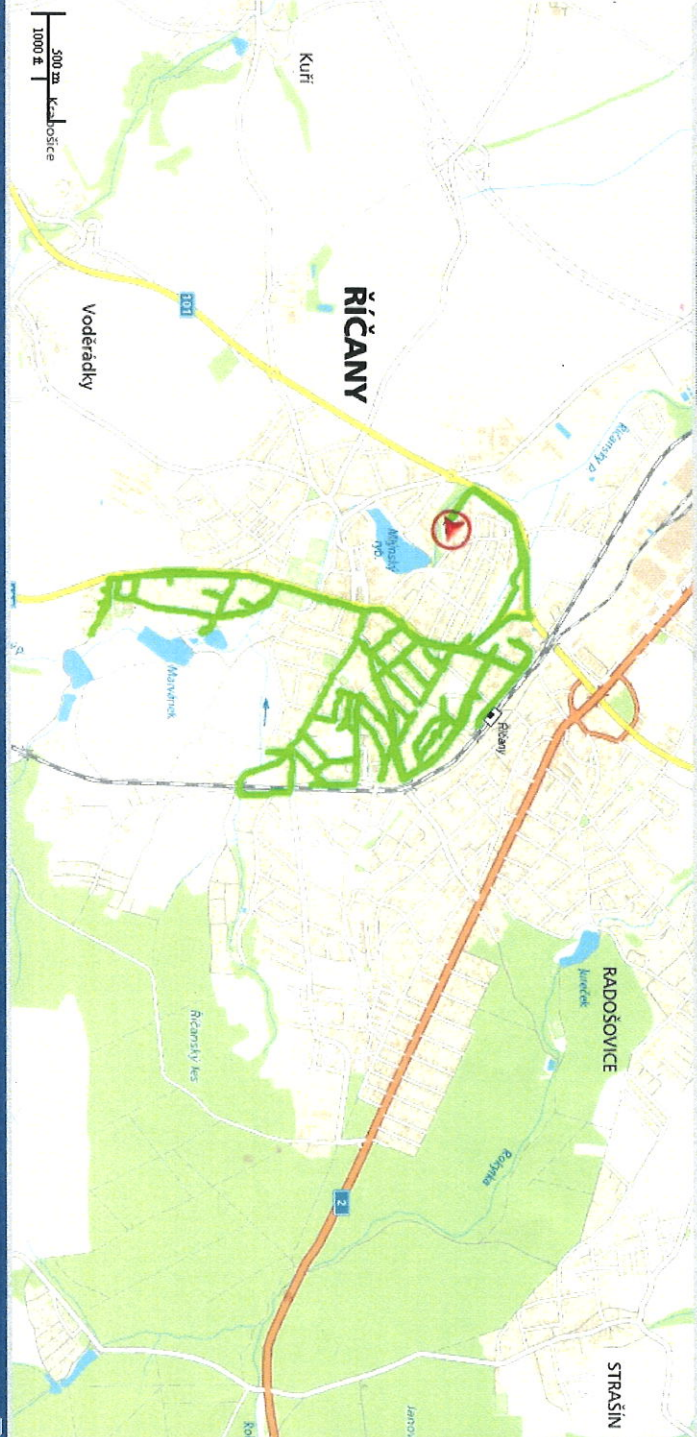 500 m
1000 ft
Krabošice
Kuří
ŘÍČANY
101
Voděrádky
Říčanský p.
Mlýnský
ryb.
Marvánek
Říčany
RADOŠOVICE
Jureček
Říčanský les
Rokytka
2
STRAŠÍN